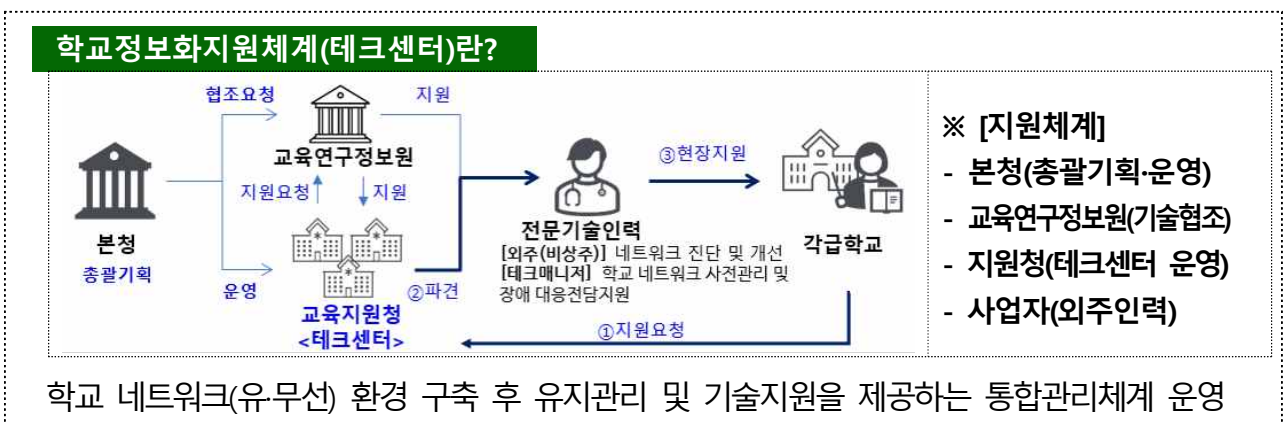 학교정보화지원체계(테크센터)란?
협조요청
지원
교육연구정보원
지원요청
지원
본청
총괄기획
운영
교육지원청
<테크센터>
②파견
전문기술인력
[외주(비상주)] 네트워크 진단 및 개선
[테크매니저] 학교 네트워크 사전관리 및
장애 대응전담지원
③현장지원
각급학교
①지원요청
※ [지원체계]
- 본청(총괄기획·운영)
- 교육연구정보원(기술협조)
- 지원청(테크센터 운영)
- 사업자(외주인력)
학교 네트워크(유·무선) 환경 구축 후 유지관리 및 기술지원을 제공하는 통합관리체계 운영